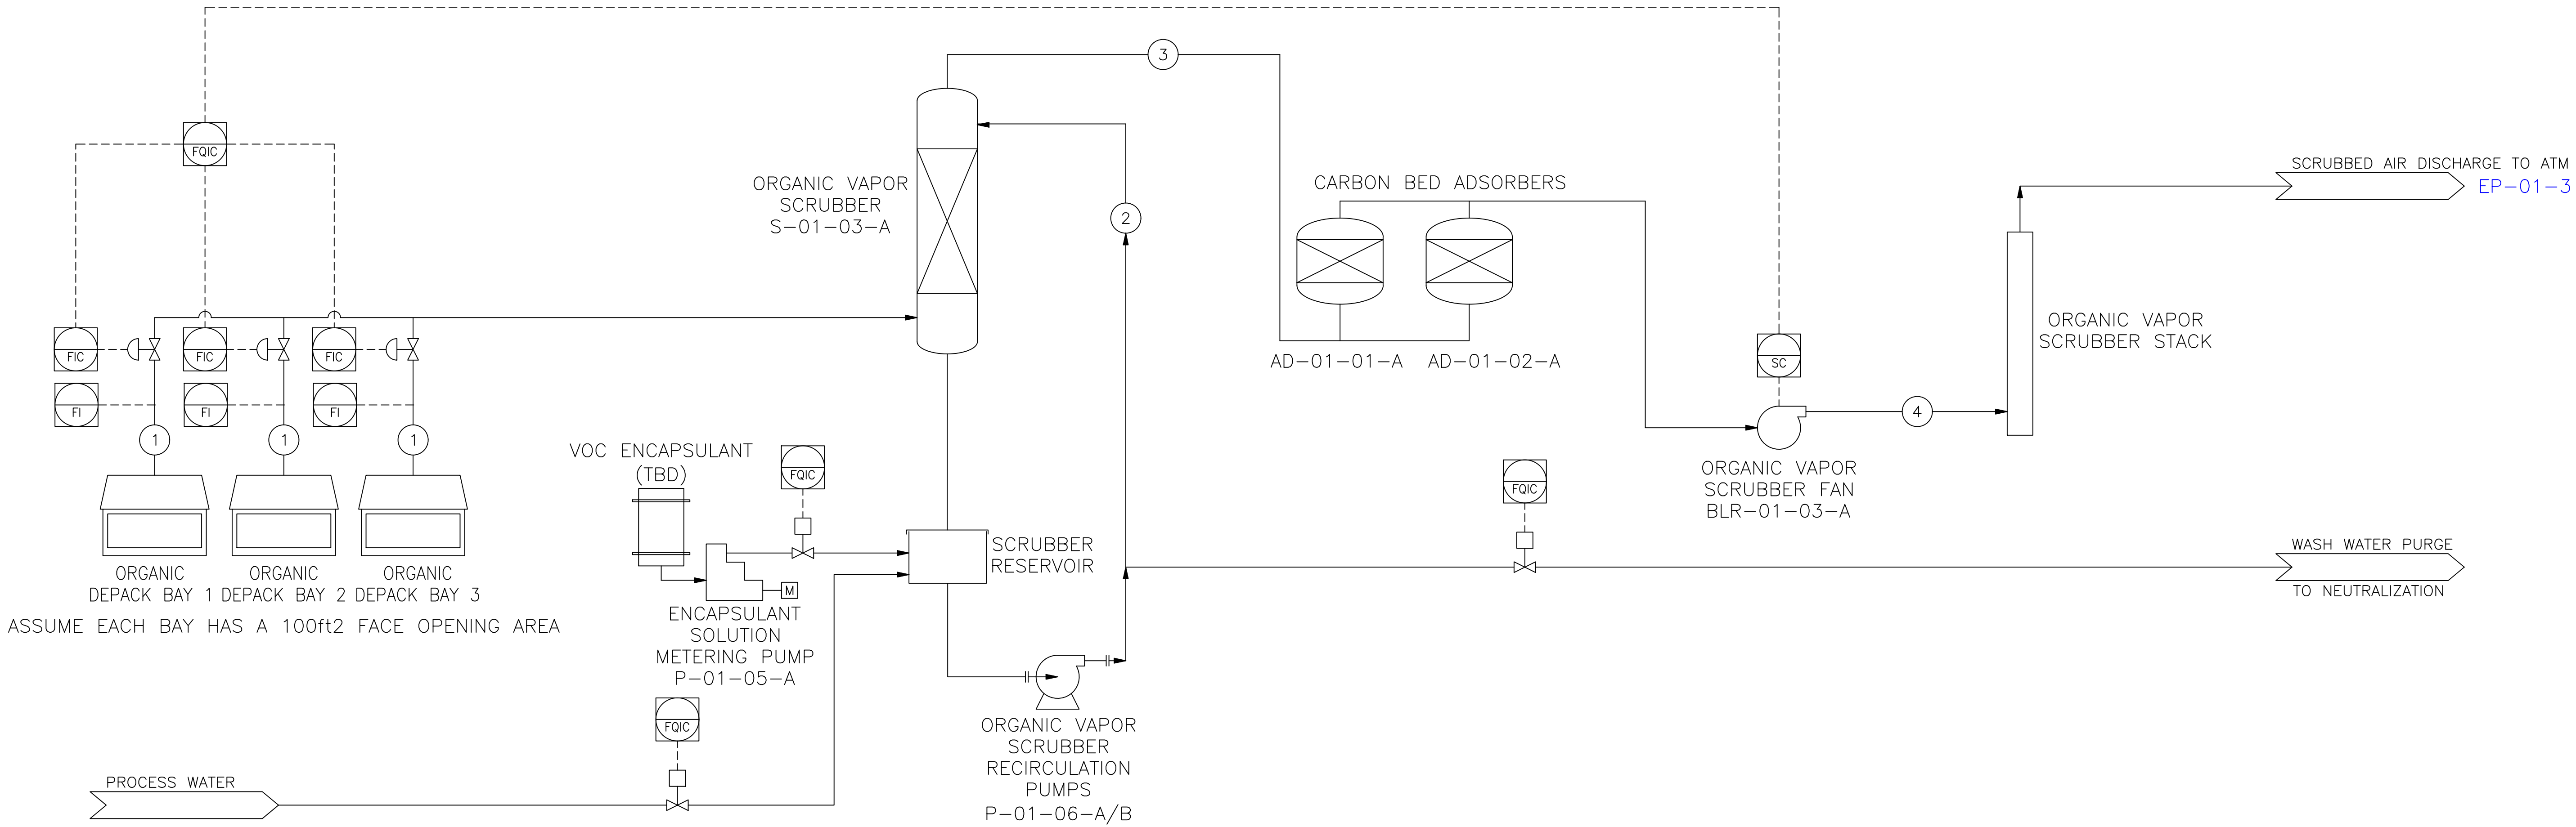 3
FQIC
SCRUBBED AIR DISCHARGE TO ATM
EP-01-3
ORGANIC VAPOR
SCRUBBER
S-01-03-A
2
CARBON BED ADSORBERS
AD-01-01-A
AD-01-02-A
ORGANIC VAPOR
SCRUBBER STACK
FIC
FIC
FIC
FI
FI
FI
SC
1
1
1
4
ORGANIC
DEPACK BAY 1
ORGANIC
DEPACK BAY 2
ORGANIC
DEPACK BAY 3
ASSUME EACH BAY HAS A 100ft2 FACE OPENING AREA
VOC ENCAPSULANT
(TBD)
FQIC
M
ENCAPSULANT
SOLUTION
METERING PUMP
P-01-05-A
SCRUBBER
RESERVOIR
FQIC
ORGANIC VAPOR
SCRUBBER FAN
BLR-01-03-A
WASH WATER PURGE
TO NEUTRALIZATION
FQIC
PROCESS WATER
ORGANIC VAPOR
SCRUBBER
RECIRCULATION
PUMPS
P-01-06-A/B